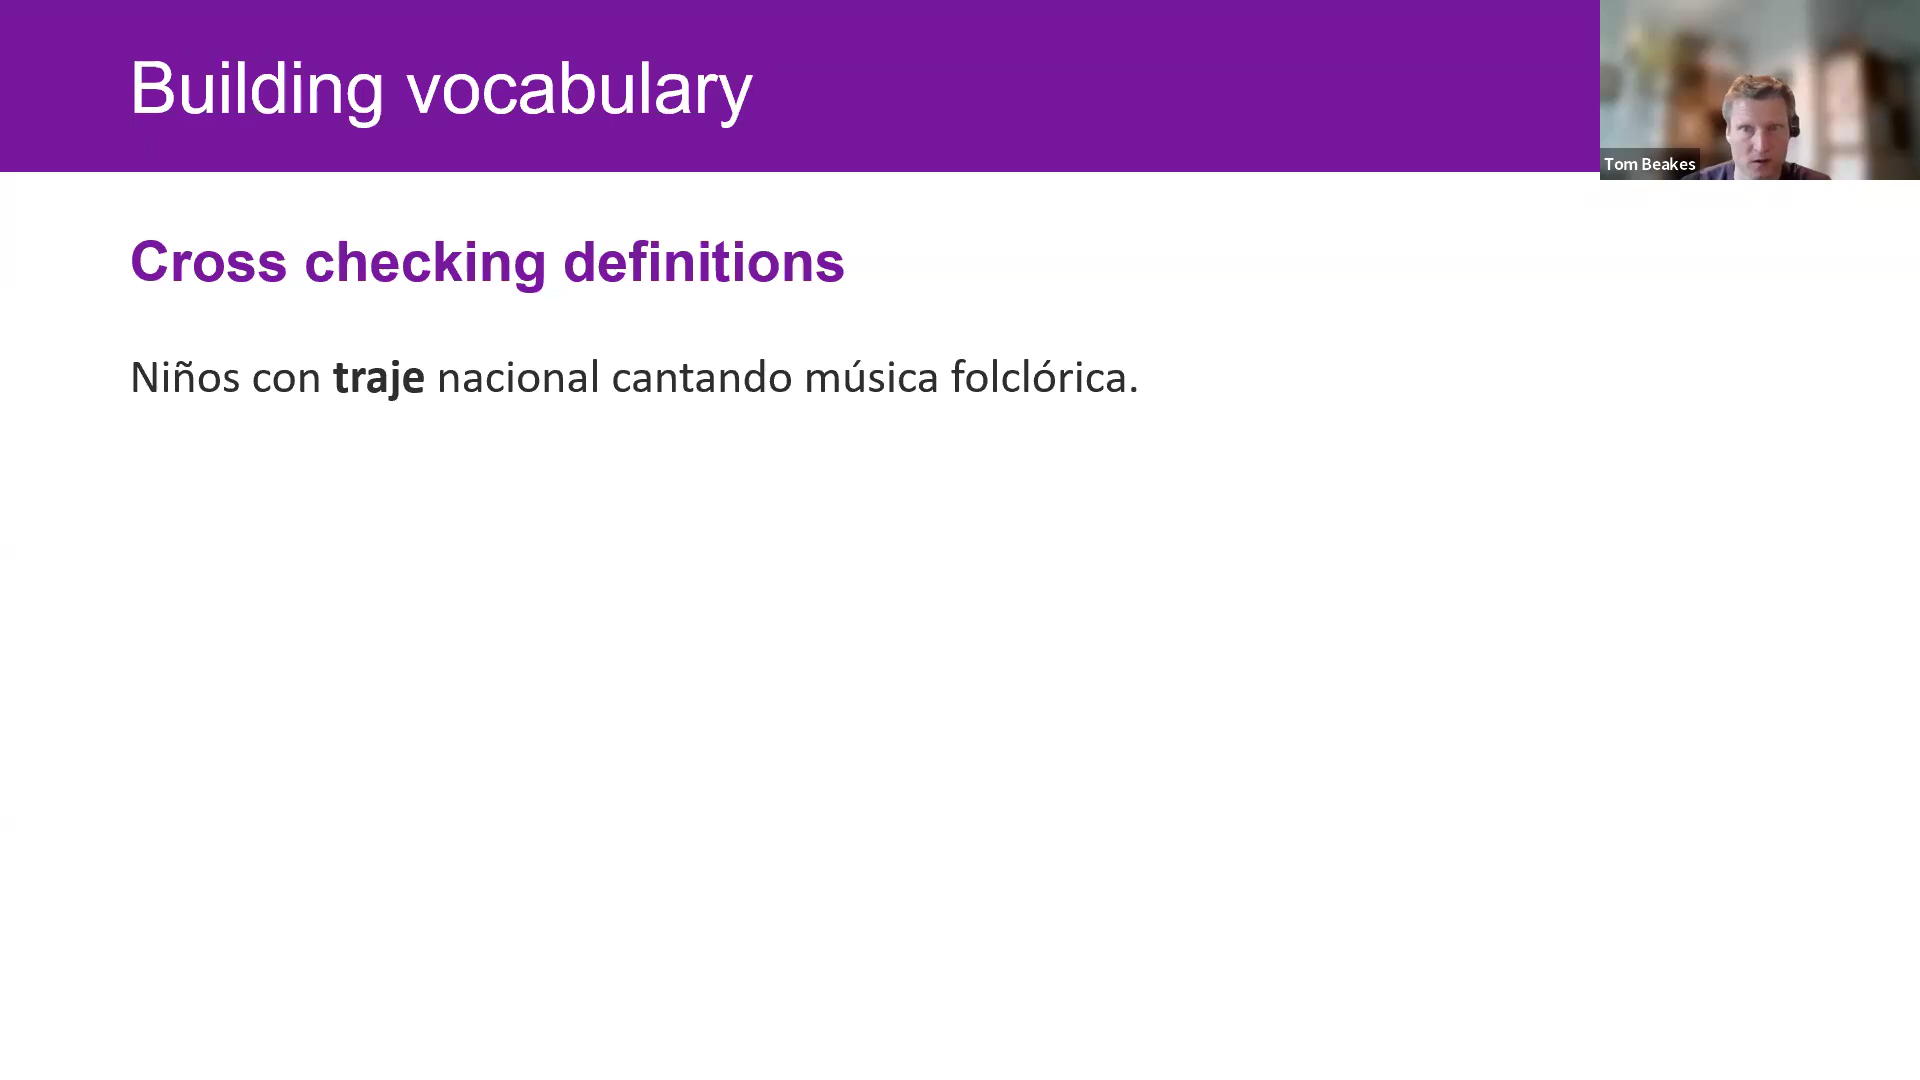 Building vocabulary
Tom Beakes
Cross checking definitions
Niños con traje nacional cantando música folclórica.